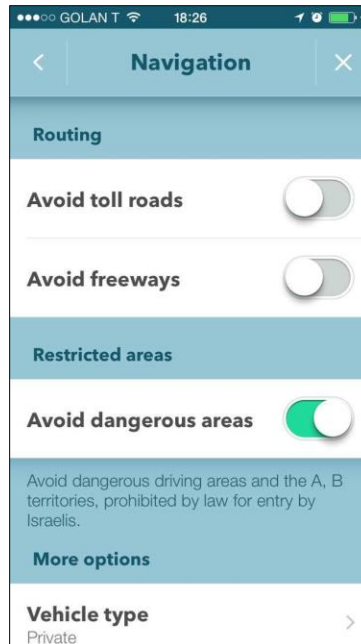 GOLAN T 18:26
Navigation
Routing
Avoid toll roads
Avoid freeways
Restricted areas
Avoid dangerous areas
Avoid dangerous driving areas and the A, B
territories, prohibited by law for entry by
Israelis.
More options
Vehicle type
Private